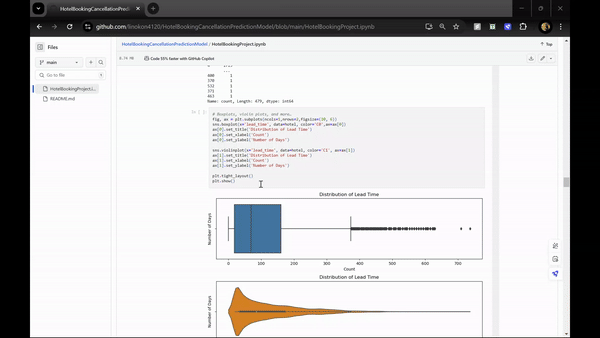 HotelBookingCancellationPredict
github.com/linokon4120/HotelBookingCancellationPredictionModel/blob/main/HotelBookingProject.ipynb
Files
HotelBookingCancellationPredictionModel / HotelBookingProject.ipynb
Top
main
Code 55% faster with GitHub Copilot
Go to file
t
HotelBookingProject.i...
README.md
...
480 1
370 1
532 1
371 1
463 1
Name: count, Length: 479, dtype: int64
# Boxplots, violin plots, and more.
fig, ax = plt.subplots(ncols=1,nrows=2,figsize=(10, 6))
sns.boxplot(x='lead_time', data=hotel, color='C0',ax=ax[0])
ax[0].set_title('Distribution of Lead Time')
ax[0].set_xlabel('Count')
ax[0].set_ylabel('Number of Days')
sns.violinplot(x='lead_time', data=hotel, color='C1', ax=ax[1])
ax[1].set_title('Distribution of Lead Time')
ax[1].set_xlabel('Count')
ax[1].set_ylabel('Number of Days')
plt.tight_layout()
plt.show()
Distribution of Lead Time
Number of Days
0 100 200 300 400 500 600 700
Count
Distribution of Lead Time
Number of Days